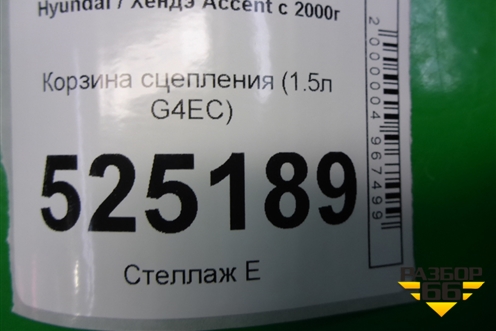 Hyundai / Хендэ Accent с 2000г
Корзина сцепления (1.5л
G4EC)
525189
Стеллаж Е
2000004967499
РАЗБОР
66